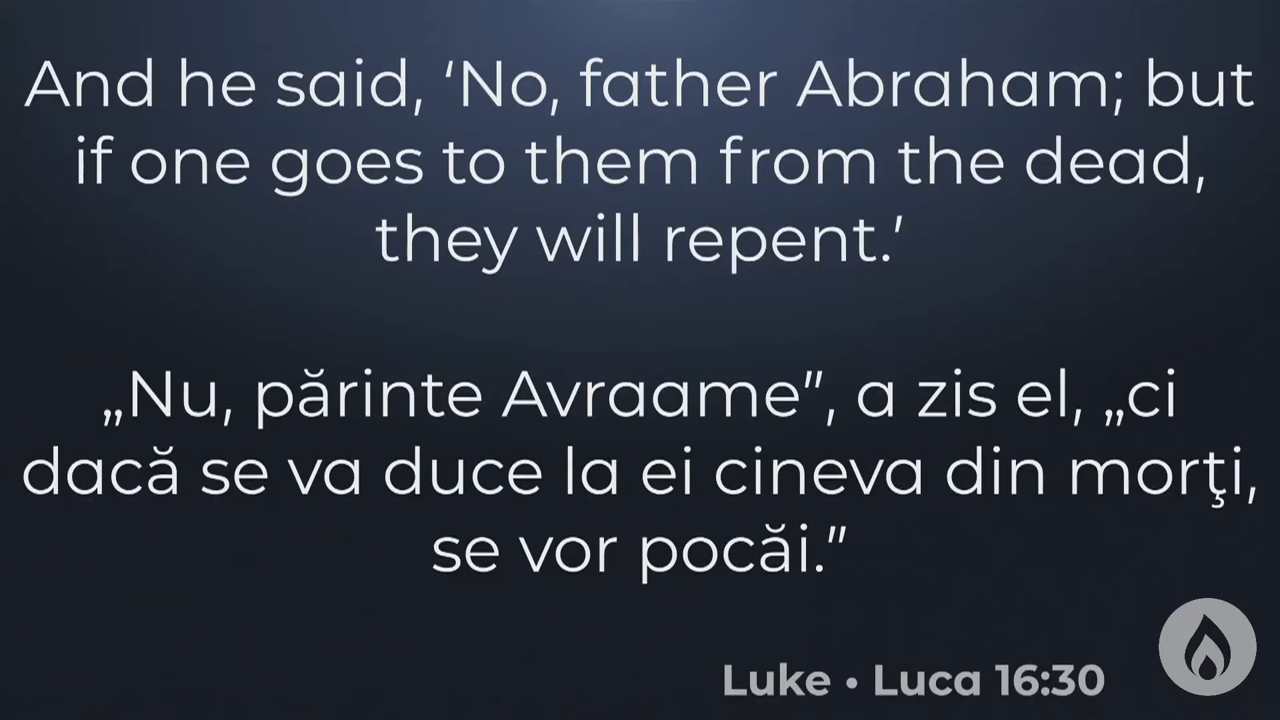 And he said, ‘No, father Abraham; but
if one goes to them from the dead,
they will repent.’
„Nu, părinte Avraame”, a zis el, „ci
dacă se va duce la ei cineva din morţi,
se vor pocăi.”
Luke • Luca 16:30